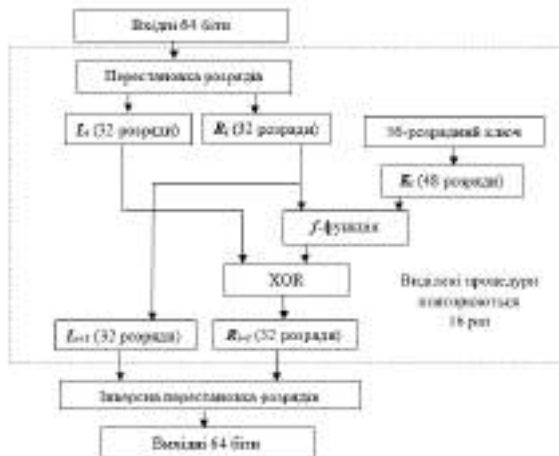 Вхідні 64 біти
Перестановка розрядів
Lᵢ (32 розряди)
Rᵢ (32 розряди)
56-розрядний ключ
Kᵢ (48 розряди)
f-функція
XOR
Виділені процедури
повторюються
16 раз
Lᵢ₊₁ (32 розряди)
Rᵢ₊₁ (32 розряди)
Інверсна перестановка розрядів
Вихідні 64 біти